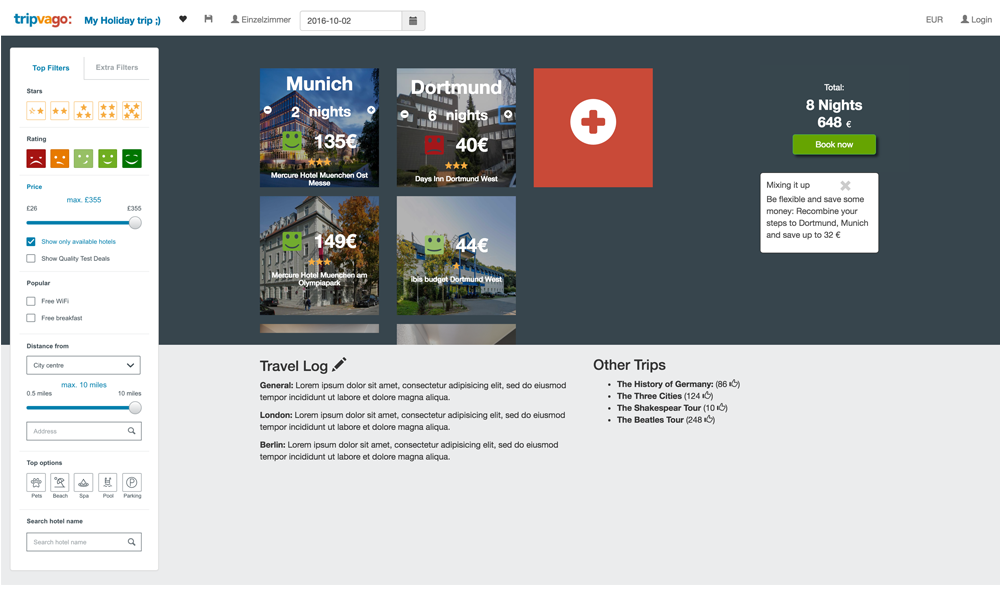 tripvago:
My Holiday trip ;)
Einzelzimmer
2016-10-02
EUR
Login
Top Filters
Extra Filters
Stars
Rating
Price
max. £355
£26
£355
Show only available hotels
Show Quality Test Deals
Popular
Free WiFi
Free breakfast
Distance from
City centre
max. 10 miles
0.5 miles
10 miles
Address
Top options
Pets
Beach
Spa
Pool
Parking
Search hotel name
Search hotel name
Munich
2 nights
135€
Mercure Hotel Muenchen Ost
Messe
Dortmund
6 nights
40€
Days Inn Dortmund West
149€
Mercure Hotel Muenchen am
Olympiapark
44€
ibis budget Dortmund West
Total:
8 Nights
648 €
Book now
Mixing it up
Be flexible and save some
money: Recombine your
steps to Dortmund, Munich
and save up to 32 €
Travel Log
General: Lorem ipsum dolor sit amet, consectetur adipisicing elit, sed do eiusmod
tempor incididunt ut labore et dolore magna aliqua.
London: Lorem ipsum dolor sit amet, consectetur adipisicing elit, sed do eiusmod
tempor incididunt ut labore et dolore magna aliqua.
Berlin: Lorem ipsum dolor sit amet, consectetur adipisicing elit, sed do eiusmod
tempor incididunt ut labore et dolore magna aliqua.
Other Trips
The History of Germany: (86)
The Three Cities (124)
The Shakespear Tour (10)
The Beatles Tour (248)